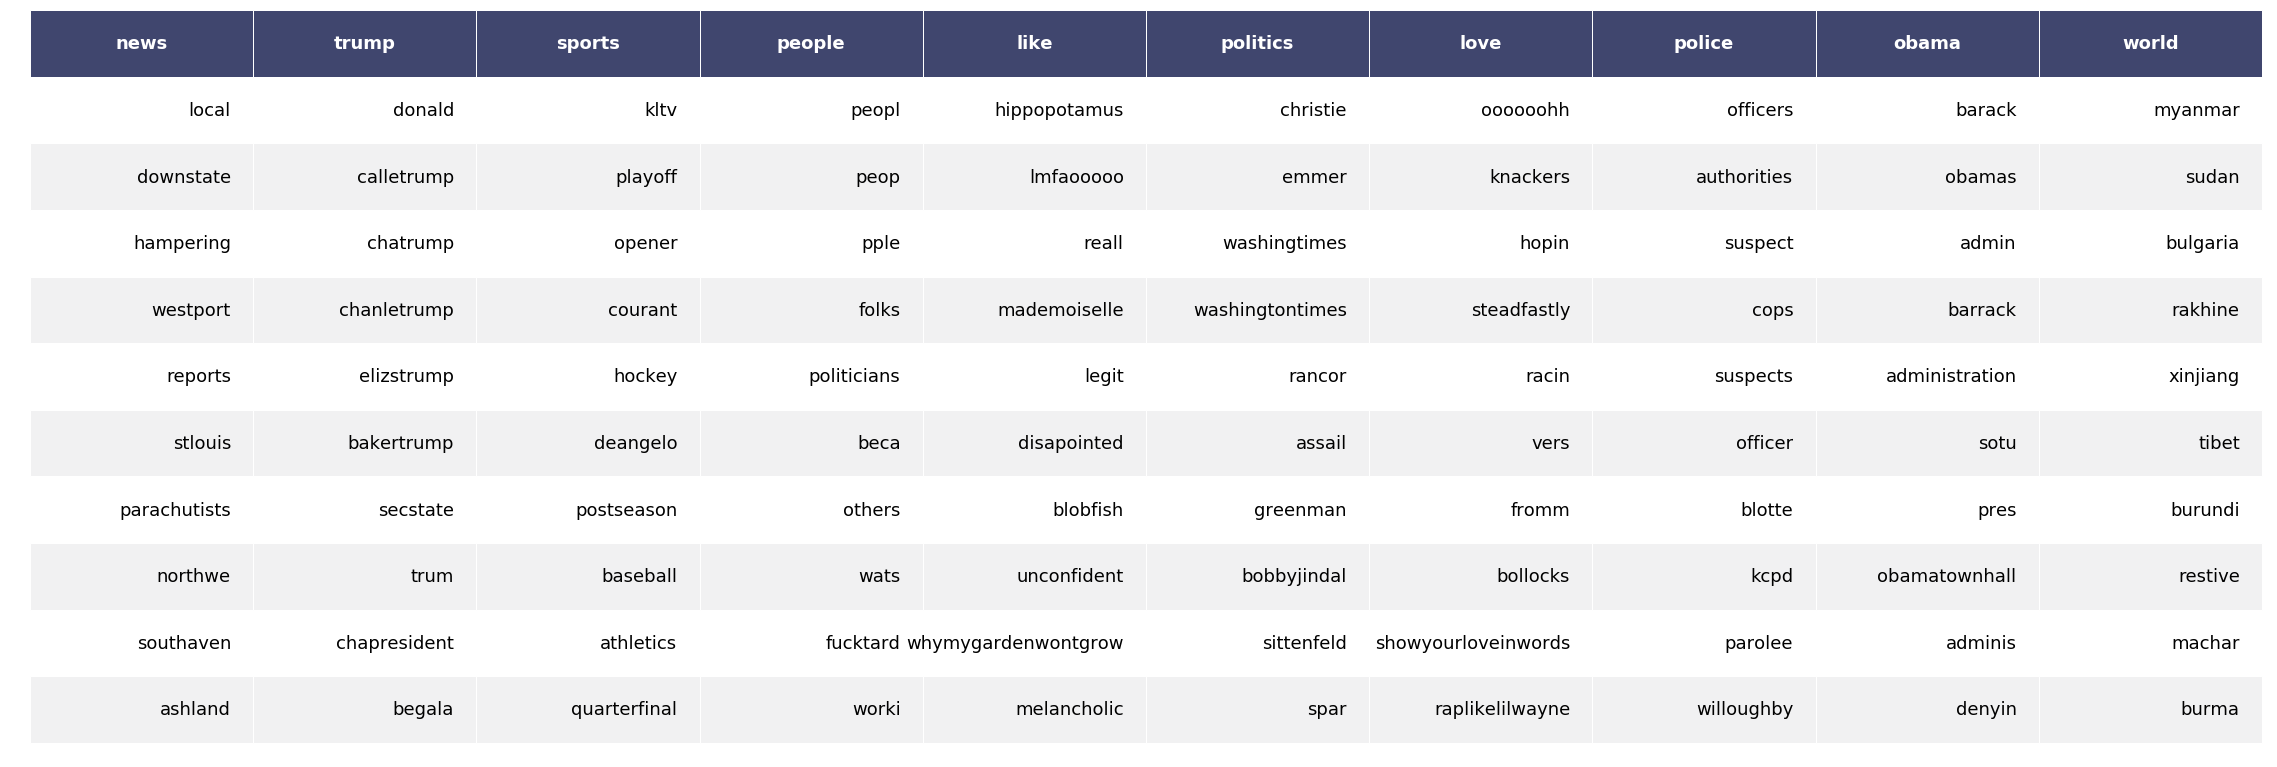 news trump sports people like politics love police obama world
local donald kltv peopl hippopotamus christie oooooohh officers barack myanmar
downstate calletrump playoff peop lmfaooooo emmer knackers authorities obamas sudan
hampering chatrump opener pple reall washingtimes hopin suspect admin bulgaria
westport chanletrump courant folks mademoiselle washingtontimes steadfastly cops barrack rakhine
reports elizstrump hockey politicians legit rancor racin suspects administration xinjiang
stlouis bakertrump deangelo beca disapointed assail vers officer sotu tibet
parachutists secstate postseason others blobfish greenman fromm blotte pres burundi
northwe trum baseball wats unconfident bobbyjindal bollocks kcpd obamatownhall restive
southaven chapresident athletics fucktard whymygardenwontgrow sittenfeld showyourloveinwords parolee adminis machar
ashland begala quarterfinal worki melancholic spar raplikelilwayne willoughby denyin burma